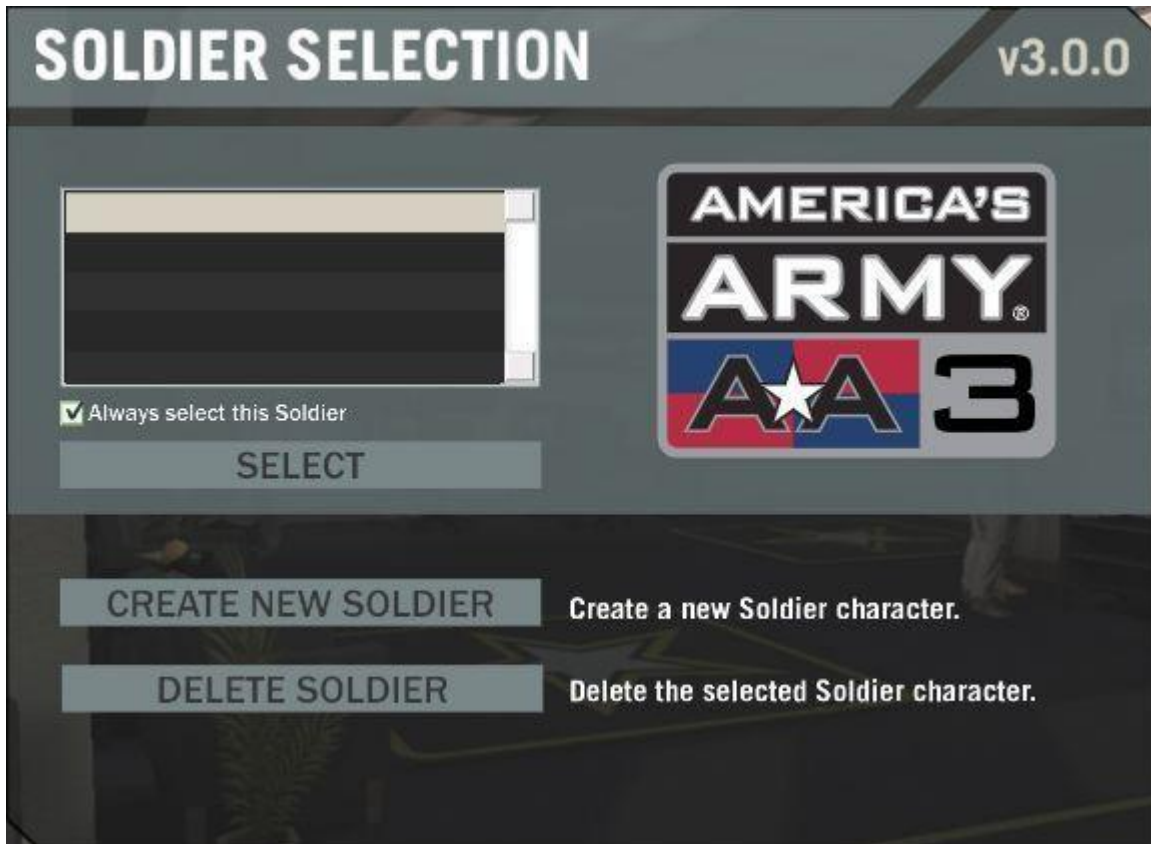 SOLDIER SELECTION
v3.0.0
AMERICA'S
ARMY®
AA 3
Always select this Soldier
SELECT
CREATE NEW SOLDIER
Create a new Soldier character.
DELETE SOLDIER
Delete the selected Soldier character.